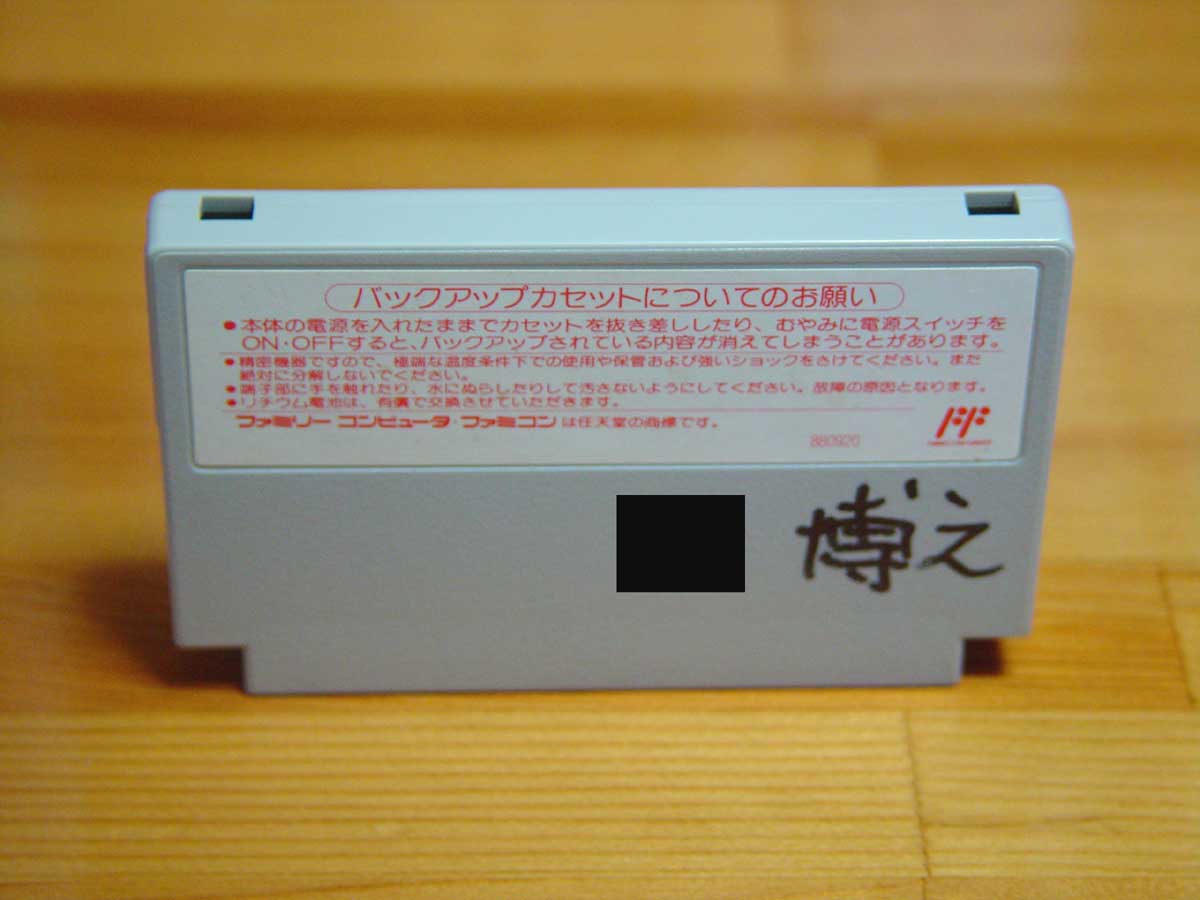 バックアップカセットについてのお願い
●本体の電源を入れたままでカセットを抜き差ししたり、むやみに電源スイッチを
ON・OFFすると、バックアップされている内容が消えてしまうことがあります。
●精密機器ですので、極端な温度条件下での使用や保管および強いショックをさけてください。また
絶対に分解しないでください。
●端子部に手を触れたり、水にぬらしたりして汚さないようにしてください。故障の原因となります。
●リチウム電池は、有償で交換させていただきます。
ファミリー コンピュータ・ファミコンは任天堂の商標です。
FF
880920
博え